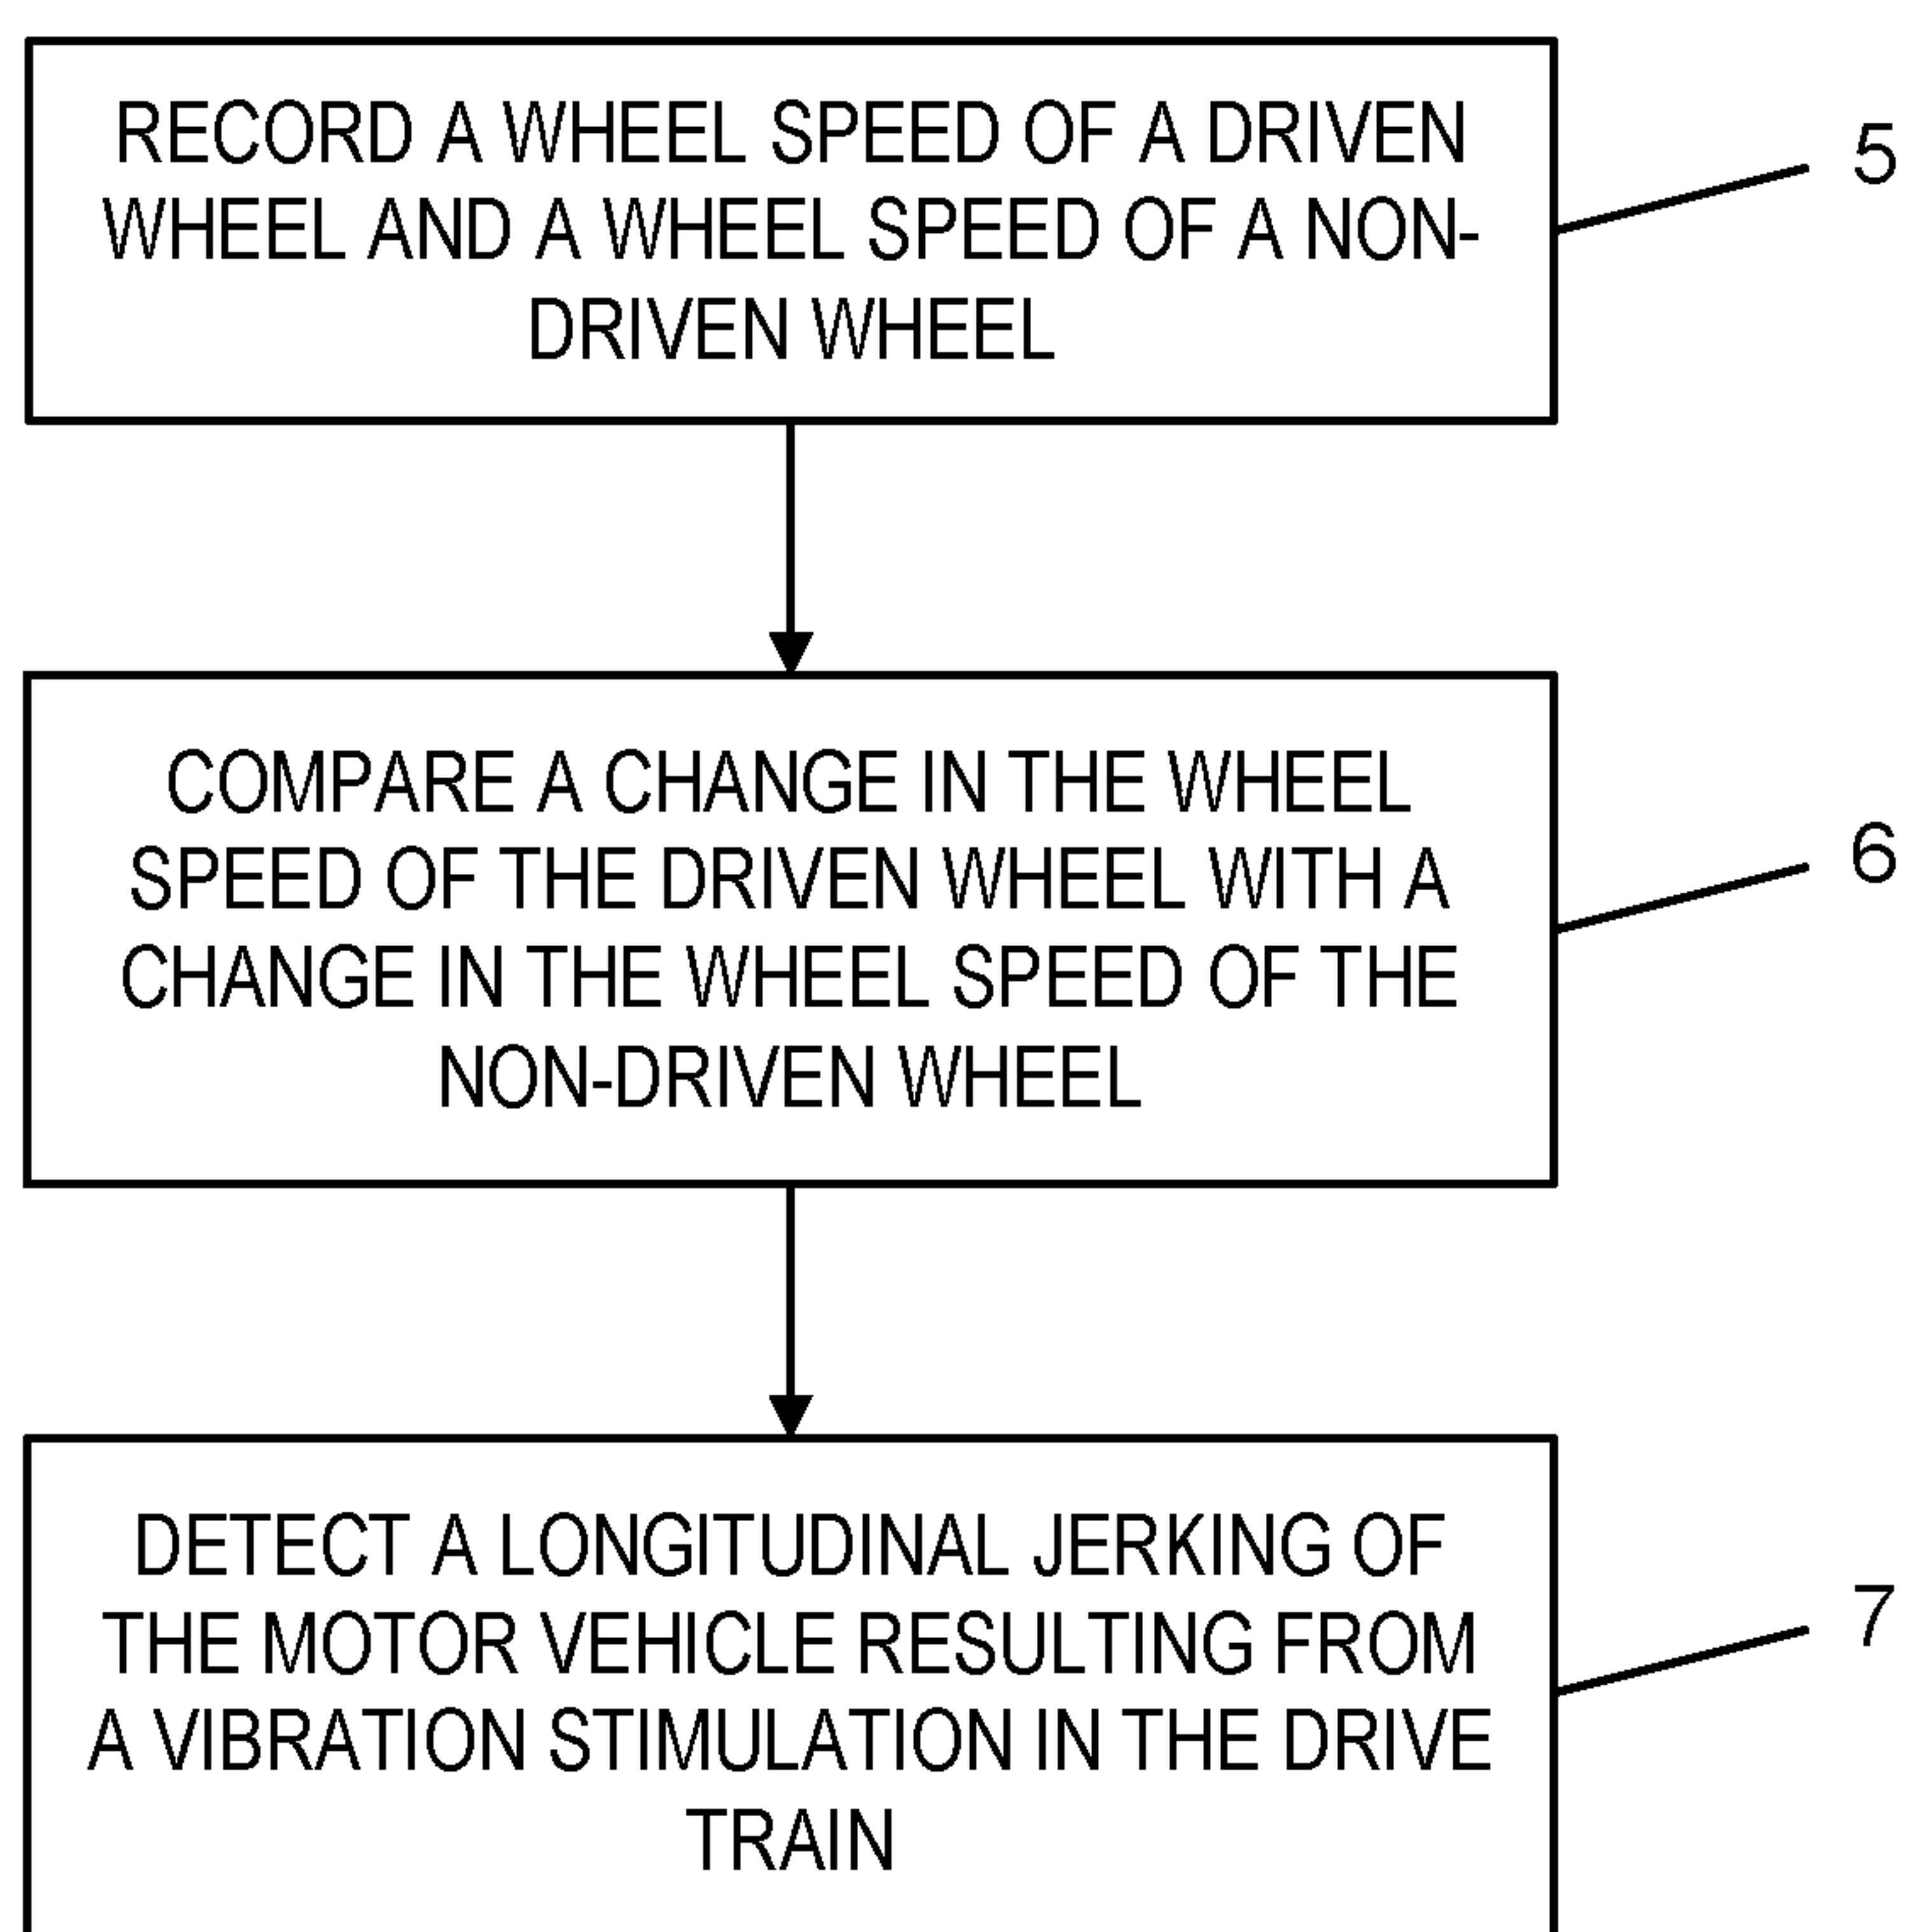 RECORD A WHEEL SPEED OF A DRIVEN
WHEEL AND A WHEEL SPEED OF A NON-
DRIVEN WHEEL
5
COMPARE A CHANGE IN THE WHEEL
SPEED OF THE DRIVEN WHEEL WITH A
CHANGE IN THE WHEEL SPEED OF THE
NON-DRIVEN WHEEL
6
DETECT A LONGITUDINAL JERKING OF
THE MOTOR VEHICLE RESULTING FROM
A VIBRATION STIMULATION IN THE DRIVE
TRAIN
7